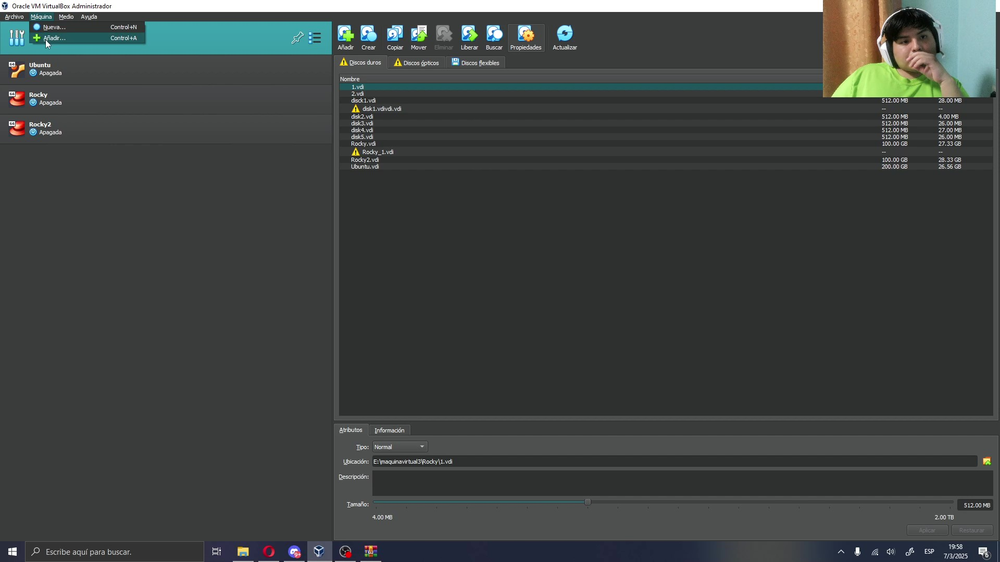 Oracle VM VirtualBox Administrador
Archivo Máquina Medio Ayuda
Nueva... Control+N
Añadir... Control+A
Añadir Crear Copiar Mover Eliminar Liberar Buscar Propiedades Actualizar
Discos duros Discos ópticos Discos flexibles
64 Ubuntu
Apagada
64 Rocky
Apagada
64 Rocky2
Apagada
Nombre
1.vdi
2.vdi
disck1.vdi 512.00 MB 28.00 MB
disk1.vdivdi.vdi -- --
disk2.vdi 512.00 MB 4.00 MB
disk3.vdi 512.00 MB 26.00 MB
disk4.vdi 512.00 MB 27.00 MB
disk5.vdi 512.00 MB 26.00 MB
Rocky.vdi 100.00 GB 27.33 GB
Rocky_1.vdi -- --
Rocky2.vdi 100.00 GB 28.33 GB
Ubuntu.vdi 200.00 GB 26.56 GB
Atributos Información
Tipo: Normal
Ubicación: E:\maquinavirtual3\Rocky\1.vdi
Descripción:
Tamaño: 512.00 MB
4.00 MB 2.00 TB
Aplicar Restaurar
Escribe aquí para buscar.
9+
ESP
19:58
7/3/2025
6